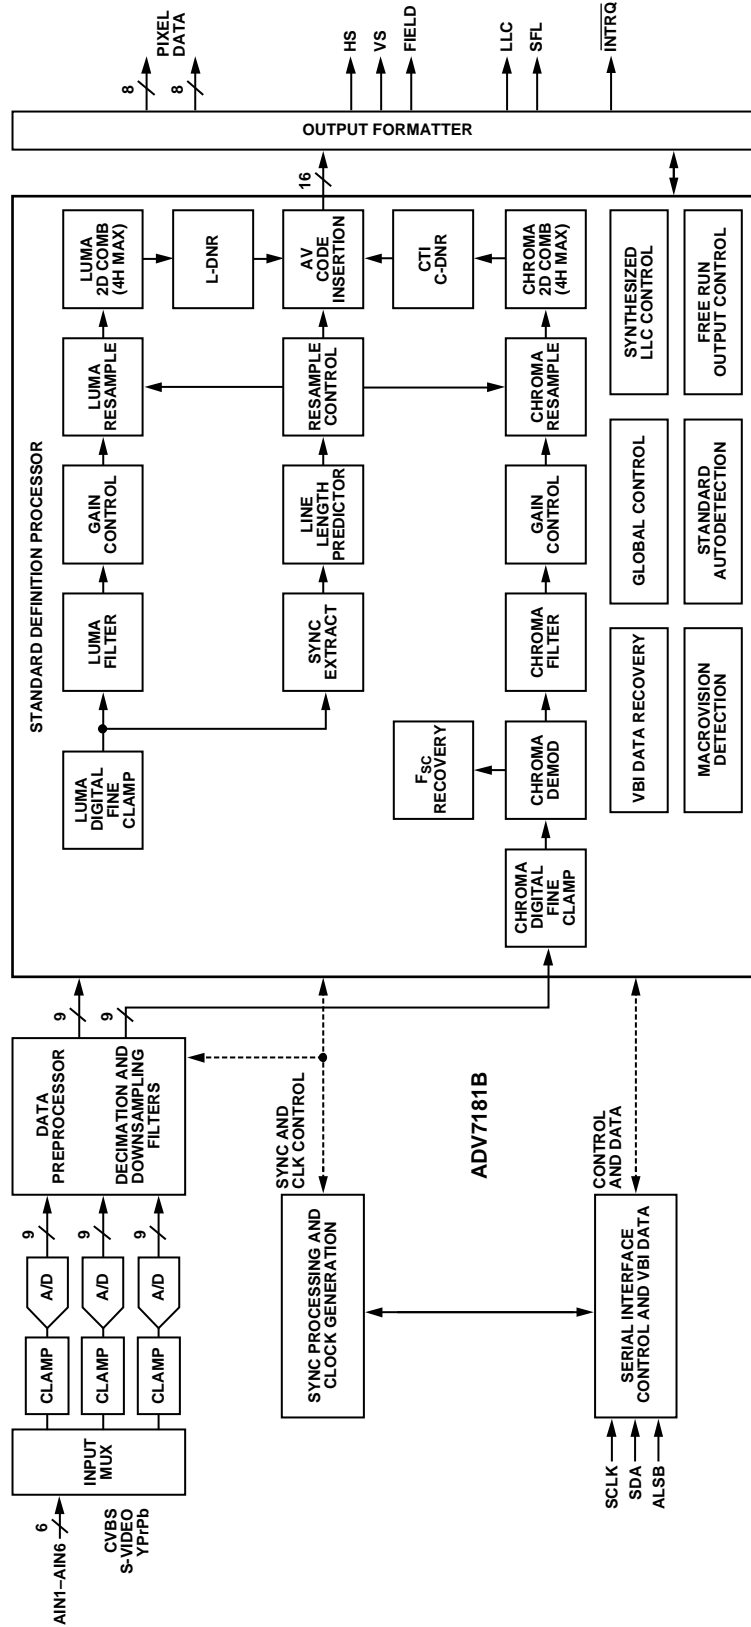 AIN1–AIN6
6
CVBS
S-VIDEO
YPrPb
INPUT
MUX
CLAMP
A/D
9
CLAMP
A/D
9
CLAMP
A/D
9
DATA
PREPROCESSOR
DECIMATION AND
DOWNSAMPLING
FILTERS
9
9
SYNC PROCESSING AND
CLOCK GENERATION
SYNC AND
CLK CONTROL
SCLK
SDA
ALSB
SERIAL INTERFACE
CONTROL AND VBI DATA
CONTROL
AND DATA
ADV7181B
STANDARD DEFINITION PROCESSOR
LUMA
DIGITAL
FINE
CLAMP
LUMA
FILTER
GAIN
CONTROL
LUMA
RESAMPLE
LUMA
2D COMB
(4H MAX)
L-DNR
SYNC
EXTRACT
LINE
LENGTH
PREDICTOR
RESAMPLE
CONTROL
AV
CODE
INSERTION
FSC
RECOVERY
CTI
C-DNR
CHROMA
DIGITAL
FINE
CLAMP
CHROMA
DEMOD
CHROMA
FILTER
GAIN
CONTROL
CHROMA
RESAMPLE
CHROMA
2D COMB
(4H MAX)
VBI DATA RECOVERY
GLOBAL CONTROL
SYNTHESIZED
LLC CONTROL
MACROVISION
DETECTION
STANDARD
AUTODETECTION
FREE RUN
OUTPUT CONTROL
16
OUTPUT FORMATTER
8
8
PIXEL
DATA
HS
VS
FIELD
LLC
SFL
INTRQ